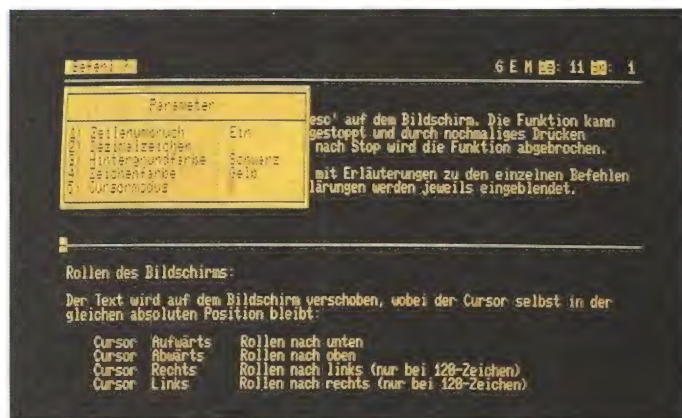 Befehl ?
G E M 11 1
Parameter
1) Zeilenumbruch Ein
2) Dezimalzeichen
3) Hintergrundfarbe Schwarz
4) Zeichenfarbe Gelb
5) Cursormodus
eso' auf dem Bildschirm. Die Funktion kann
gestoppt und durch nochmaliges Drücken
nach Stop wird die Funktion abgebrochen.
mit Erläuterungen zu den einzelnen Befehlen
lärungen werden jeweils eingeblendet.
Rollen des Bildschirms:
Der Text wird auf dem Bildschirm verschoben, wobei der Cursor selbst in der
gleichen absoluten Position bleibt:
Cursor Aufwärts Rollen nach unten
Cursor Abwärts Rollen nach oben
Cursor Rechts Rollen nach links (nur bei 120-Zeichen)
Cursor Links Rollen nach rechts (nur bei 120-Zeichen)